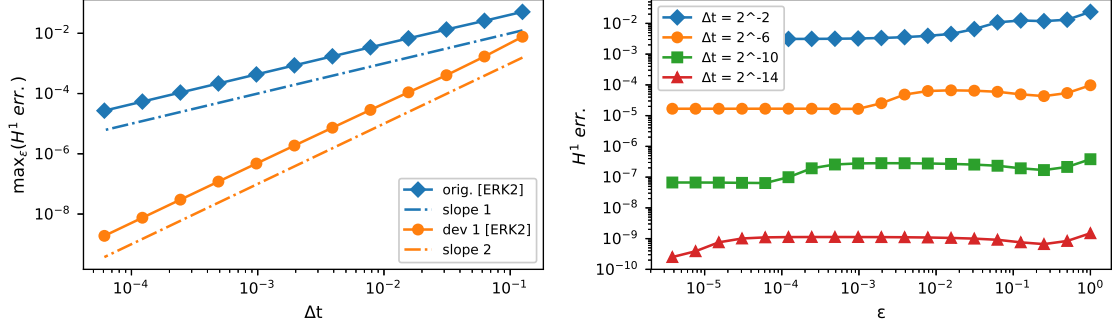 10^-2
10^-4
10^-6
10^-8
10^-4
10^-3
10^-2
10^-1
max_ε(H^1 err.)
Δt
orig. [ERK2]
slope 1
dev 1 [ERK2]
slope 2
10^-2
10^-3
10^-4
10^-5
10^-6
10^-7
10^-8
10^-9
10^-10
10^-5
10^-4
10^-3
10^-2
10^-1
10^0
H^1 err.
ε
Δt = 2^-2
Δt = 2^-6
Δt = 2^-10
Δt = 2^-14